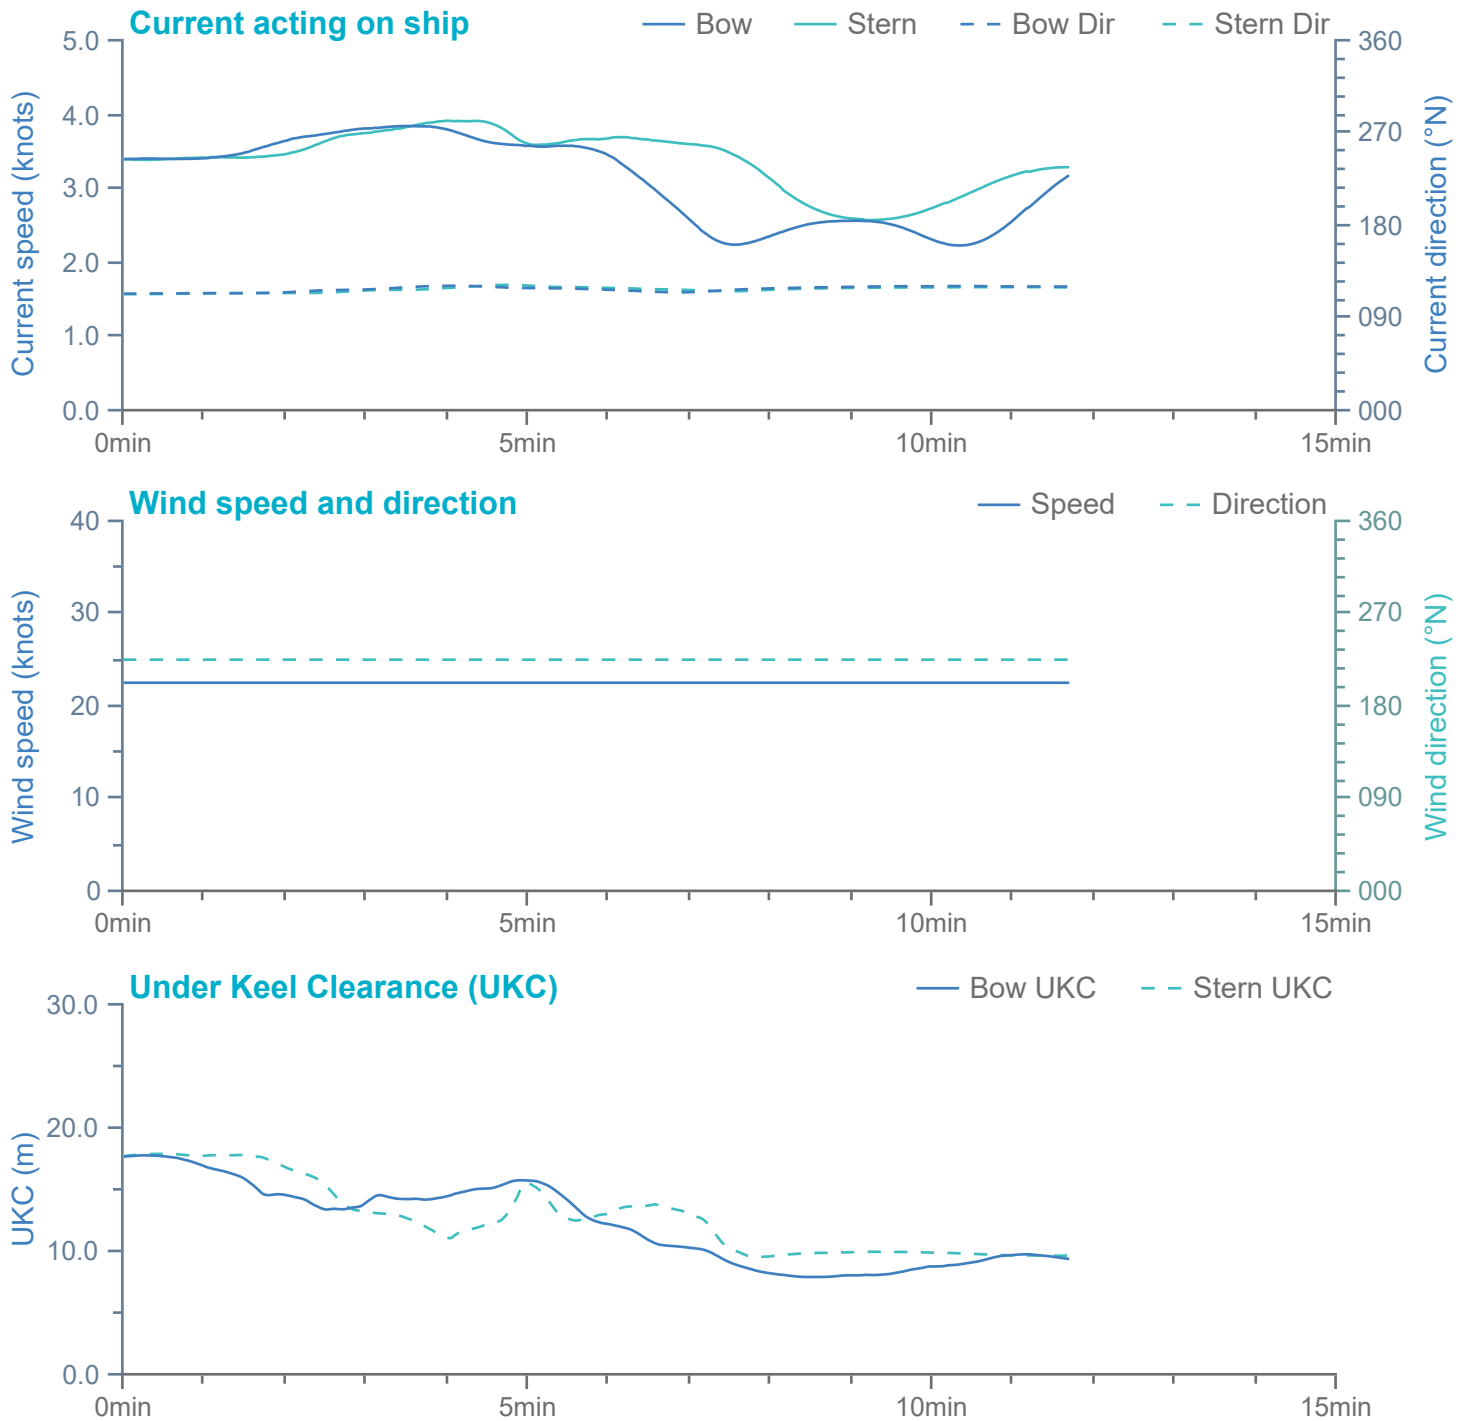 Current acting on ship
Bow Stern Bow Dir Stern Dir
5.0
4.0
3.0
2.0
1.0
0.0
Current speed (knots)
360
270
180
090
000
Current direction (°N)
0min 5min 10min 15min
Wind speed and direction
Speed Direction
40
30
20
10
0
Wind speed (knots)
360
270
180
090
000
Wind direction (°N)
0min 5min 10min 15min
Under Keel Clearance (UKC)
Bow UKC Stern UKC
30.0
20.0
10.0
0.0
UKC (m)
0min 5min 10min 15min